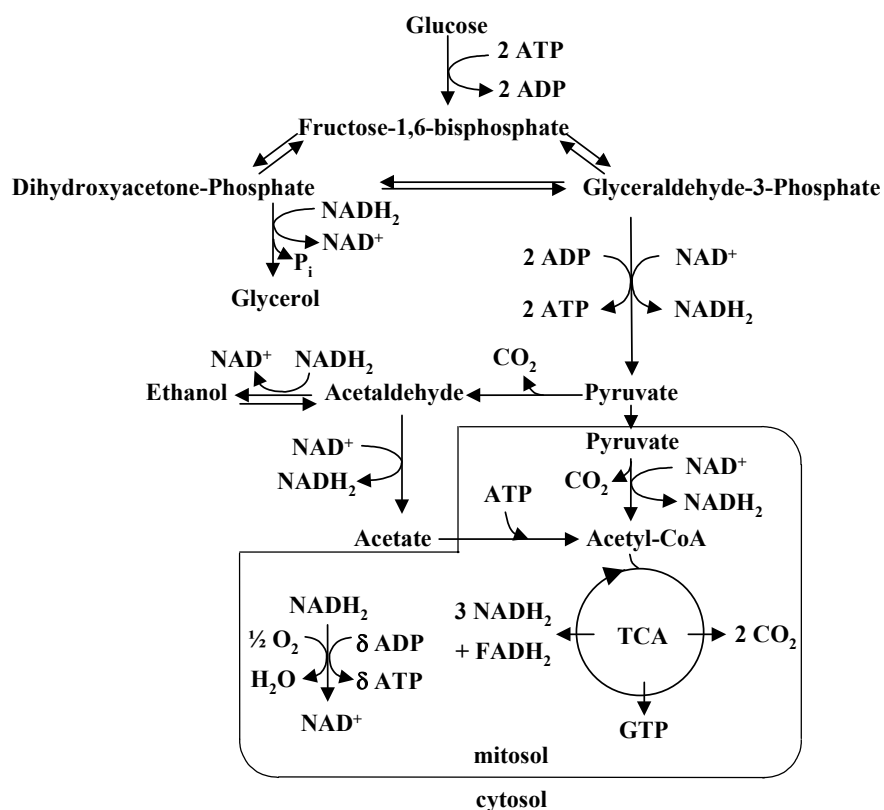 Glucose
2 ATP
2 ADP
Fructose-1,6-bisphosphate
Dihydroxyacetone-Phosphate
Glyceraldehyde-3-Phosphate
NADH₂
NAD⁺
Pᵢ
Glycerol
2 ADP
NAD⁺
2 ATP
NADH₂
CO₂
NAD⁺
NADH₂
Ethanol
Acetaldehyde
Pyruvate
Pyruvate
NAD⁺
NADH₂
CO₂
NAD⁺
NADH₂
ATP
Acetate
Acetyl-CoA
NADH₂
½ O₂
δ ADP
H₂O
δ ATP
NAD⁺
3 NADH₂
+ FADH₂
TCA
2 CO₂
GTP
mitosol
cytosol